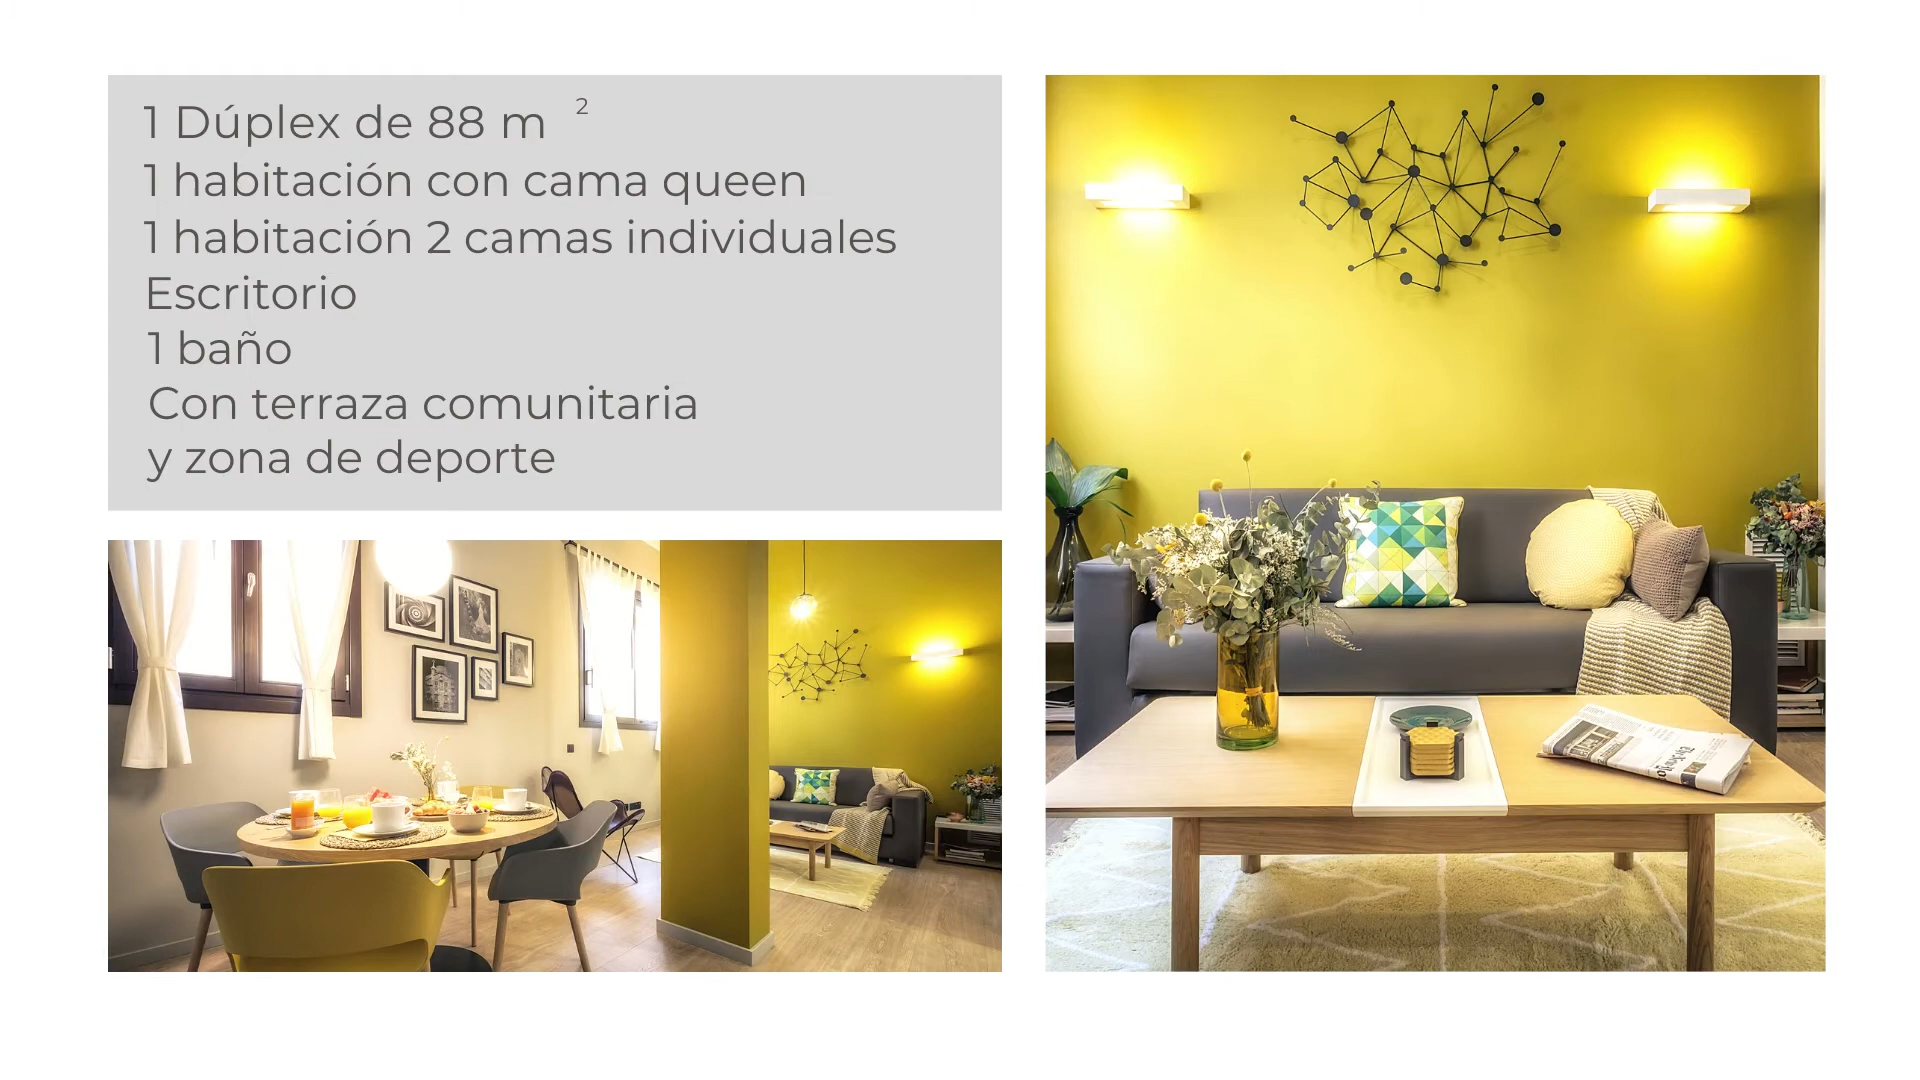 1 Dúplex de 88 m ²
1 habitación con cama queen
1 habitación 2 camas individuales
Escritorio
1 baño
Con terraza comunitaria
y zona de deporte